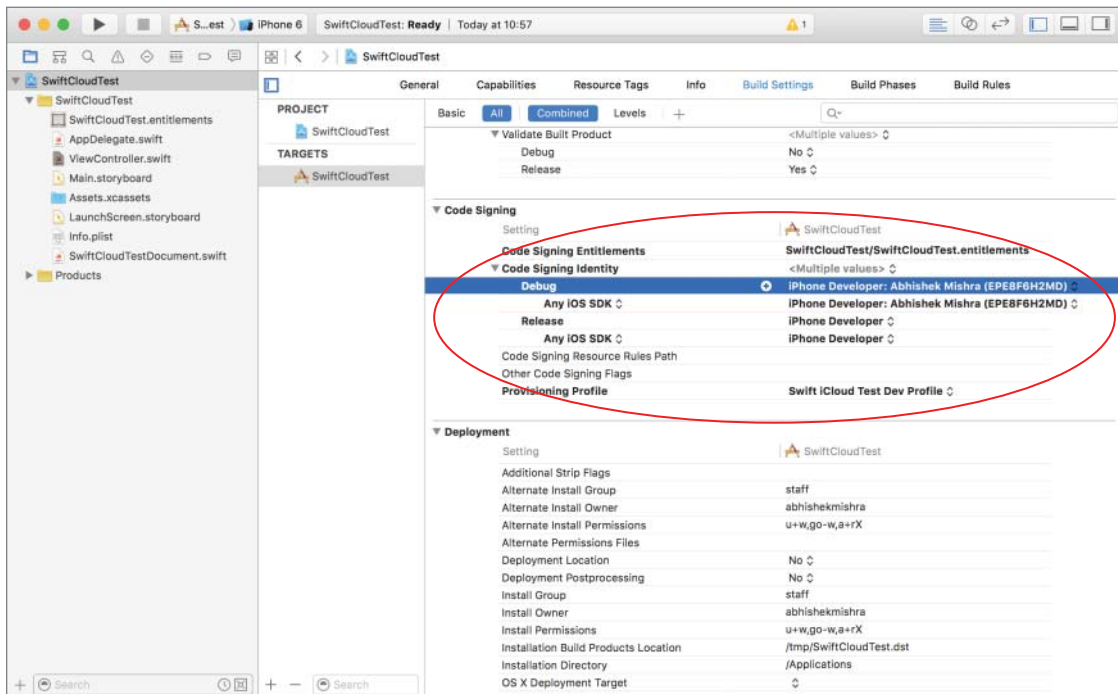 S...est
iPhone 6
SwiftCloudTest: Ready | Today at 10:57
1
SwiftCloudTest
SwiftCloudTest
SwiftCloudTest
SwiftCloudTest.entitlements
AppDelegate.swift
ViewController.swift
Main.storyboard
Assets.xcassets
LaunchScreen.storyboard
Info.plist
SwiftCloudTestDocument.swift
Products
Search
General Capabilities Resource Tags Info Build Settings Build Phases Build Rules
PROJECT
SwiftCloudTest
TARGETS
SwiftCloudTest
Search
Basic All Combined Levels +
Validate Built Product <Multiple values>
Debug No
Release Yes
Code Signing
Setting SwiftCloudTest
Code Signing Entitlements SwiftCloudTest/SwiftCloudTest.entitlements
Code Signing Identity <Multiple values>
Debug iPhone Developer: Abhishek Mishra (EPE8F6H2MD)
Any iOS SDK iPhone Developer: Abhishek Mishra (EPE8F6H2MD)
Release iPhone Developer
Any iOS SDK iPhone Developer
Code Signing Resource Rules Path
Other Code Signing Flags
Provisioning Profile Swift iCloud Test Dev Profile
Deployment
Setting SwiftCloudTest
Additional Strip Flags
Alternate Install Group staff
Alternate Install Owner abhishekmishra
Alternate Install Permissions u+w,go-w,a+rX
Alternate Permissions Files
Deployment Location No
Deployment Postprocessing No
Install Group staff
Install Owner abhishekmishra
Install Permissions u+w,go-w,a+rX
Installation Build Products Location /tmp/SwiftCloudTest.dst
Installation Directory /Applications
OS X Deployment Target